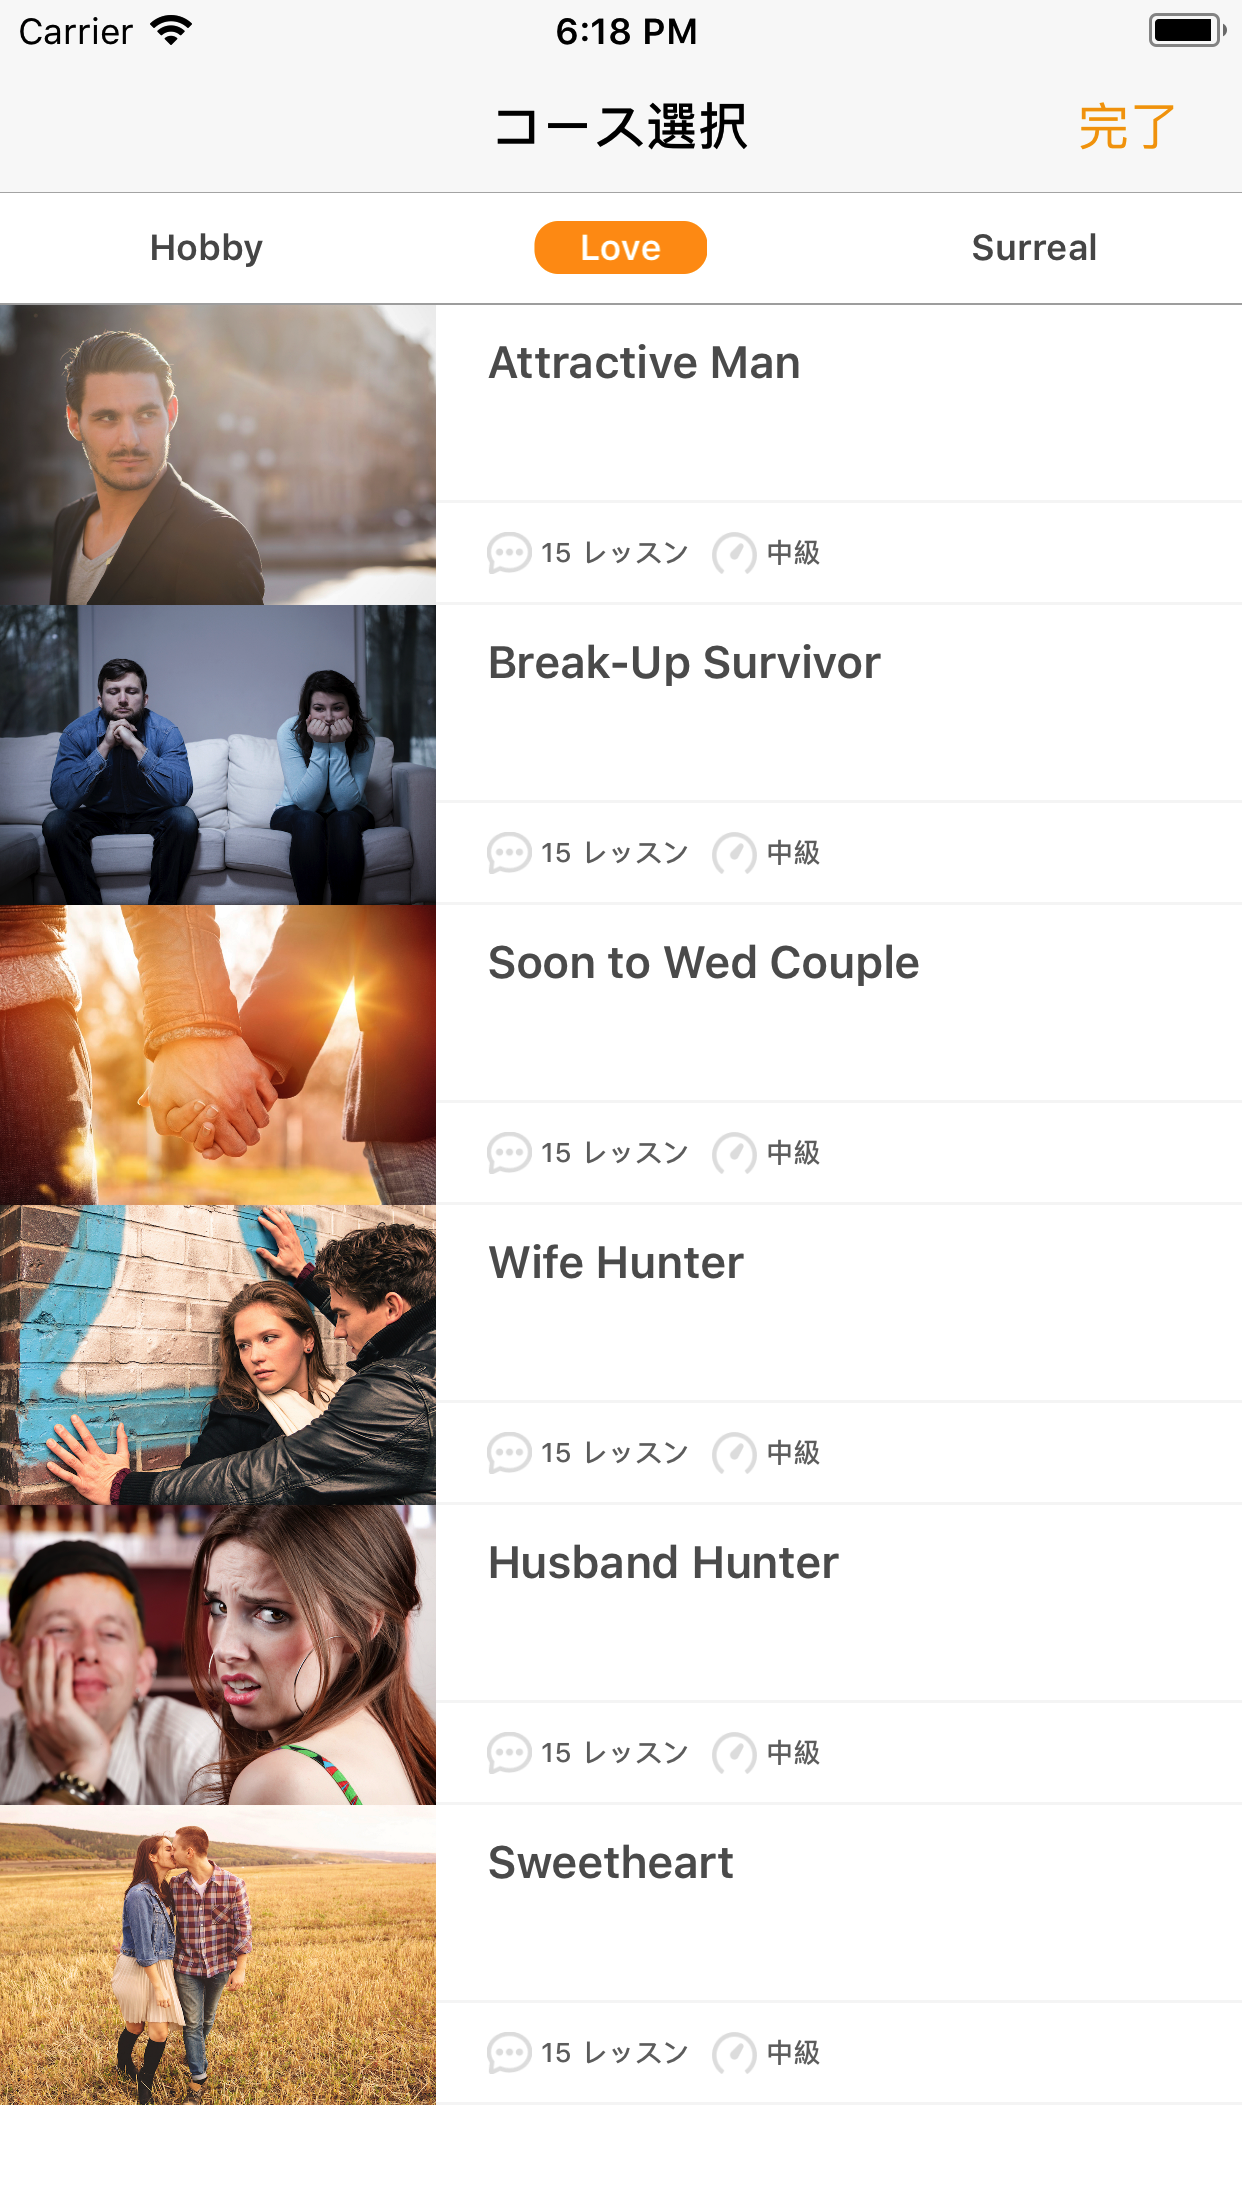 Carrier 6:18 PM
コース選択 完了
Hobby Love Surreal
Attractive Man
15 レッスン 中級
Break-Up Survivor
15 レッスン 中級
Soon to Wed Couple
15 レッスン 中級
Wife Hunter
15 レッスン 中級
Husband Hunter
15 レッスン 中級
Sweetheart
15 レッスン 中級